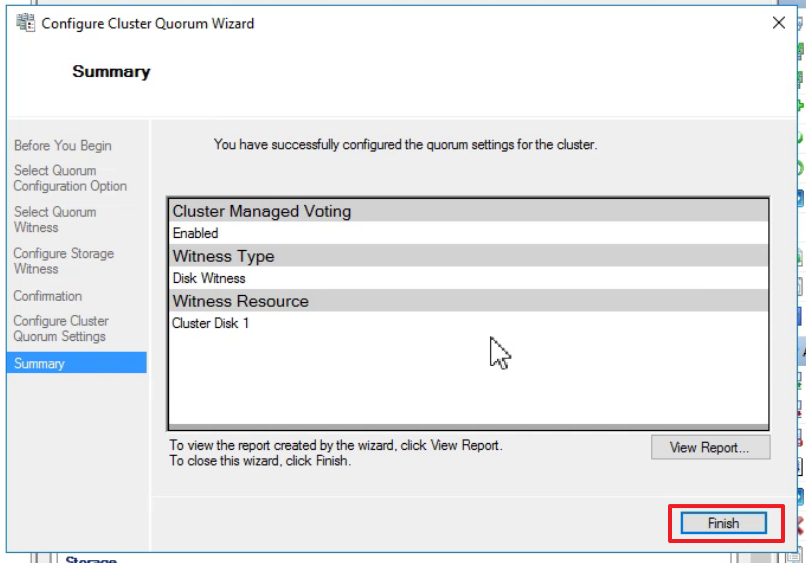 Configure Cluster Quorum Wizard
Summary
Before You Begin
Select Quorum
Configuration Option
Select Quorum
Witness
Configure Storage
Witness
Confirmation
Configure Cluster
Quorum Settings
Summary
You have successfully configured the quorum settings for the cluster.
Cluster Managed Voting
Enabled
Witness Type
Disk Witness
Witness Resource
Cluster Disk 1
To view the report created by the wizard, click View Report.
To close this wizard, click Finish.
View Report...
Finish
Storage